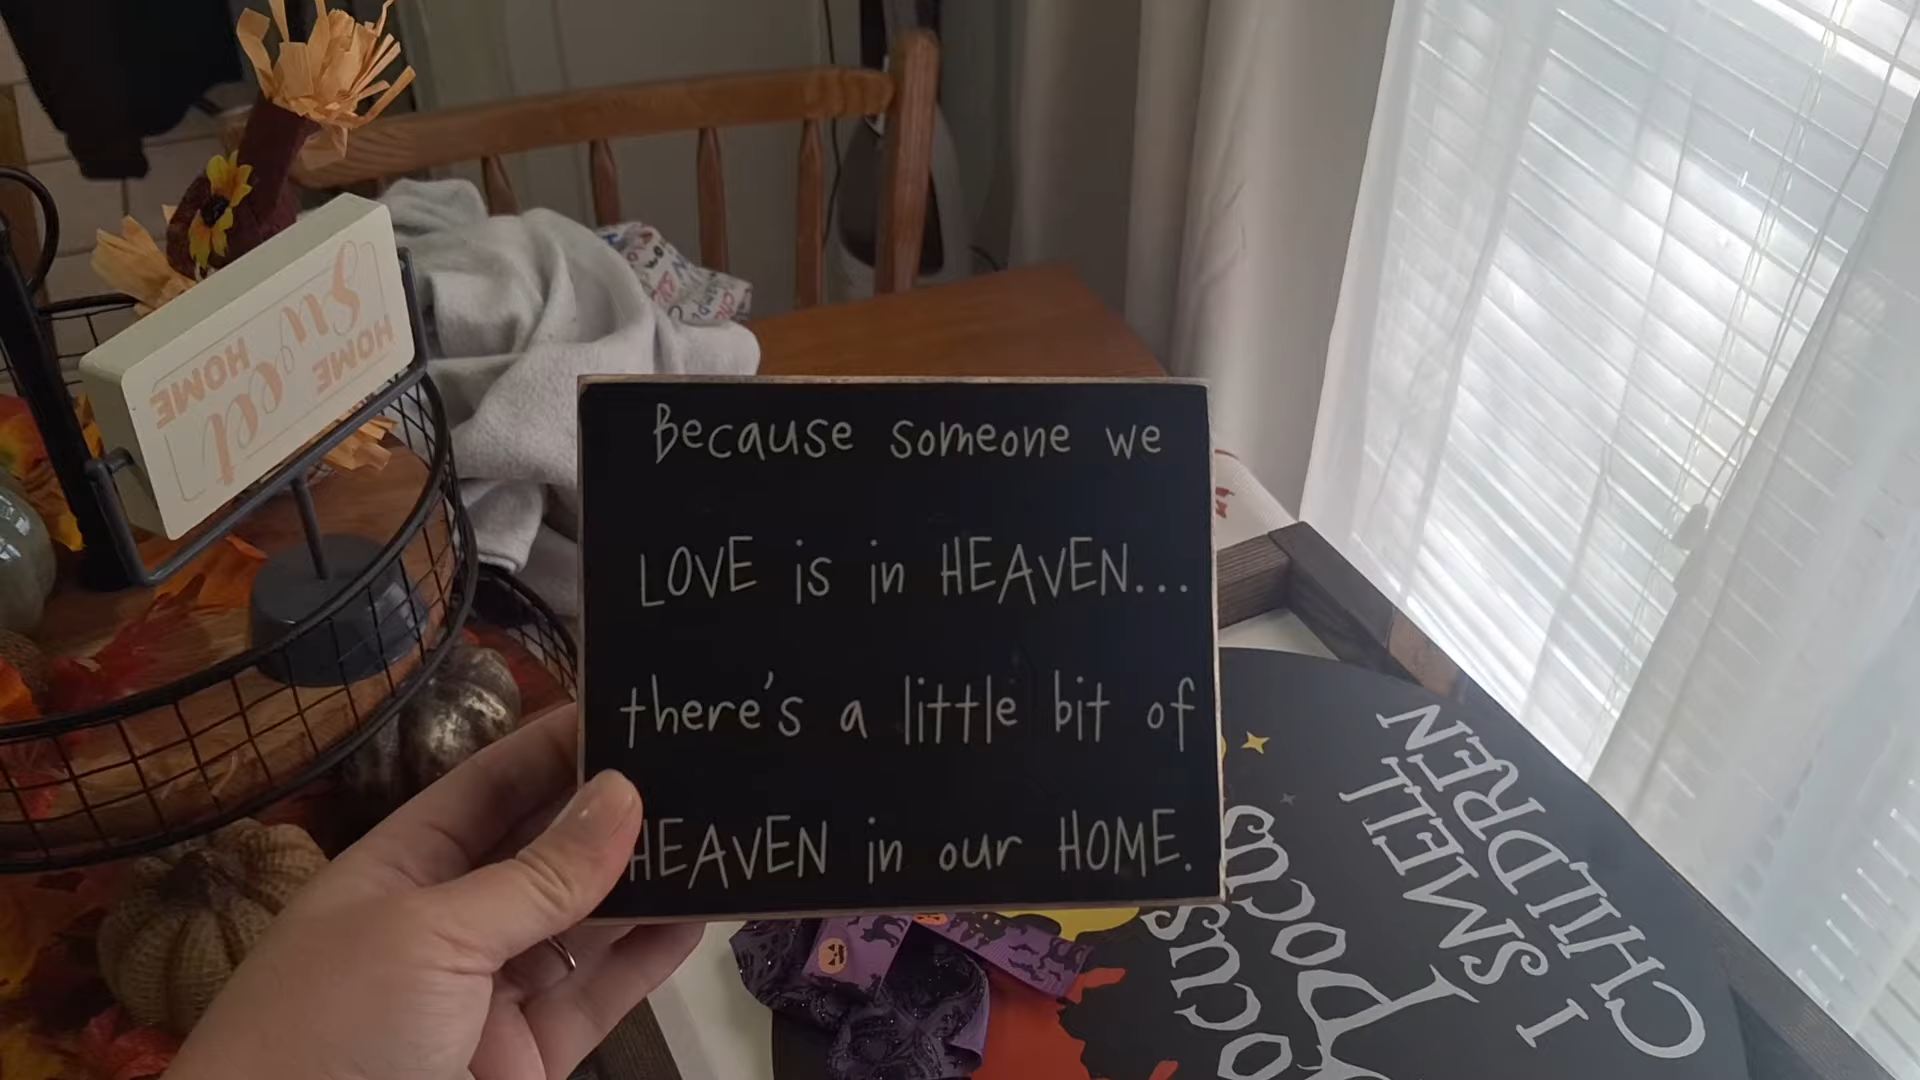 Because someone we
LOVE is in HEAVEN...
there's a little bit of
HEAVEN in our HOME.
HOME
sweet
HOME
I SMELL
CHILDREN
Pocus